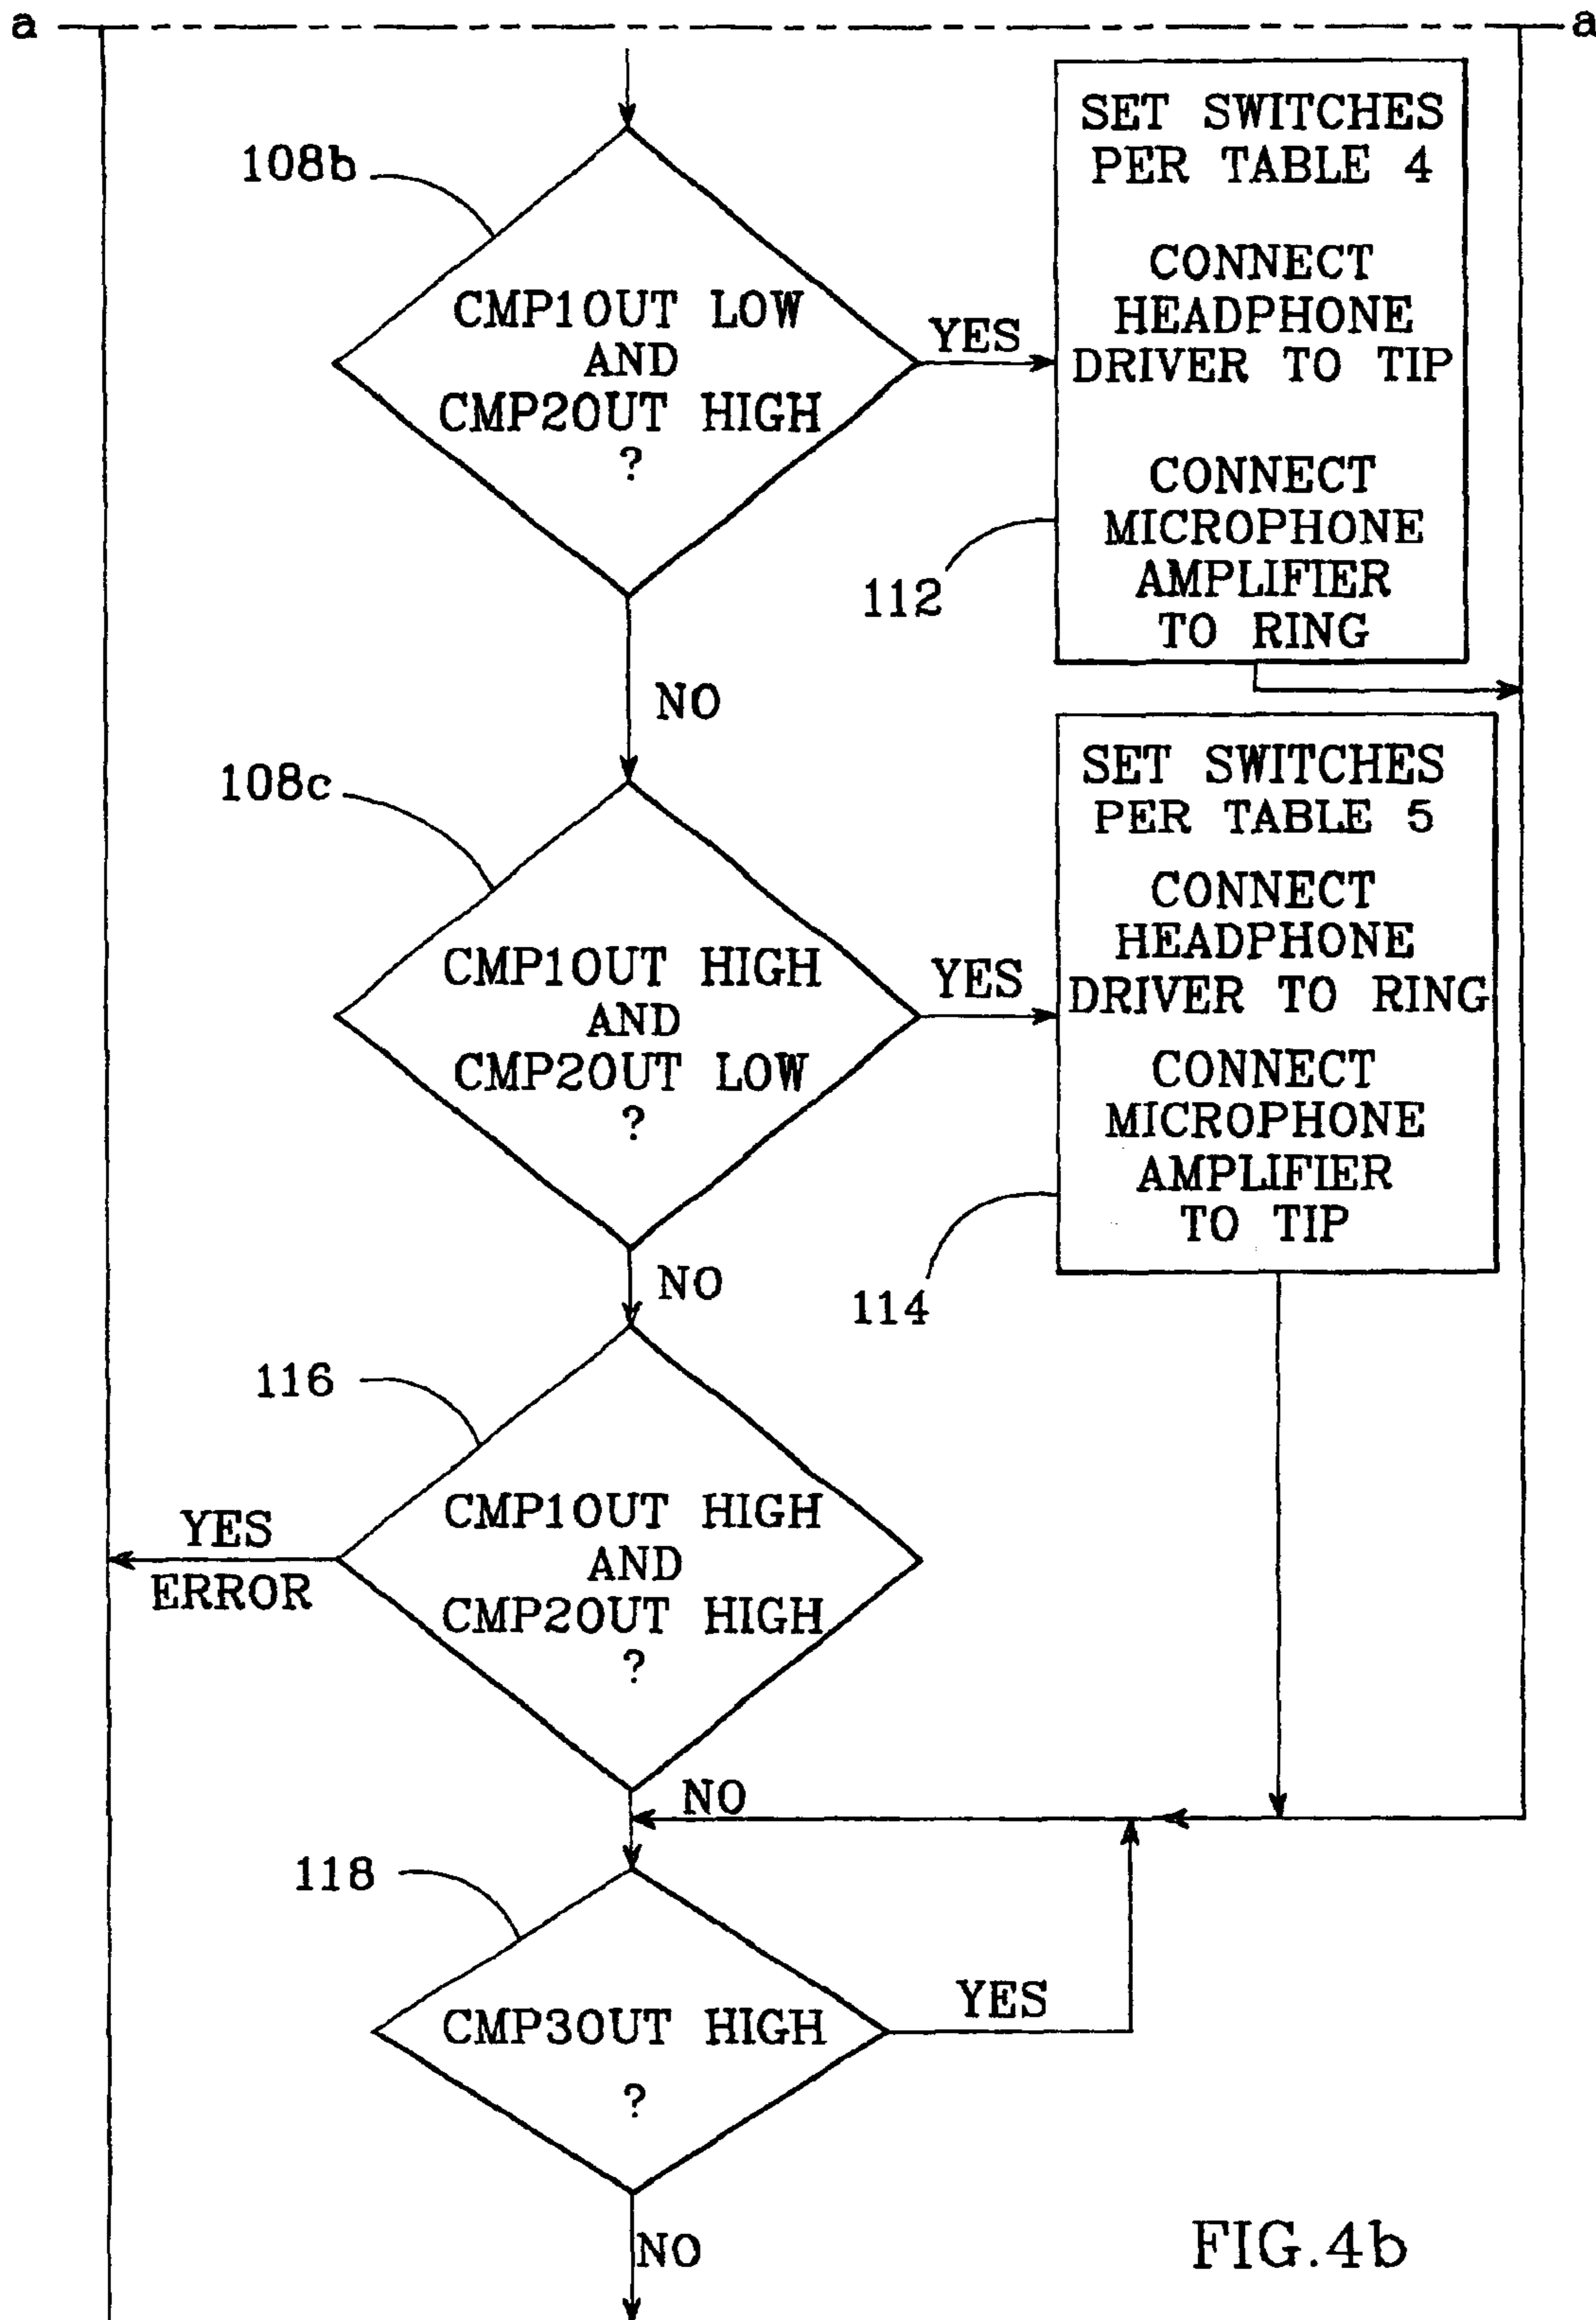 a a
108b
CMP1OUT LOW
AND
CMP2OUT HIGH
?
YES
SET SWITCHES
PER TABLE 4
CONNECT
HEADPHONE
DRIVER TO TIP
CONNECT
MICROPHONE
AMPLIFIER
TO RING
112
NO
108c
CMP1OUT HIGH
AND
CMP2OUT LOW
?
YES
SET SWITCHES
PER TABLE 5
CONNECT
HEADPHONE
DRIVER TO RING
CONNECT
MICROPHONE
AMPLIFIER
TO TIP
114
NO
116
CMP1OUT HIGH
AND
CMP2OUT HIGH
?
YES
ERROR
NO
118
CMP3OUT HIGH
?
YES
NO
FIG.4b